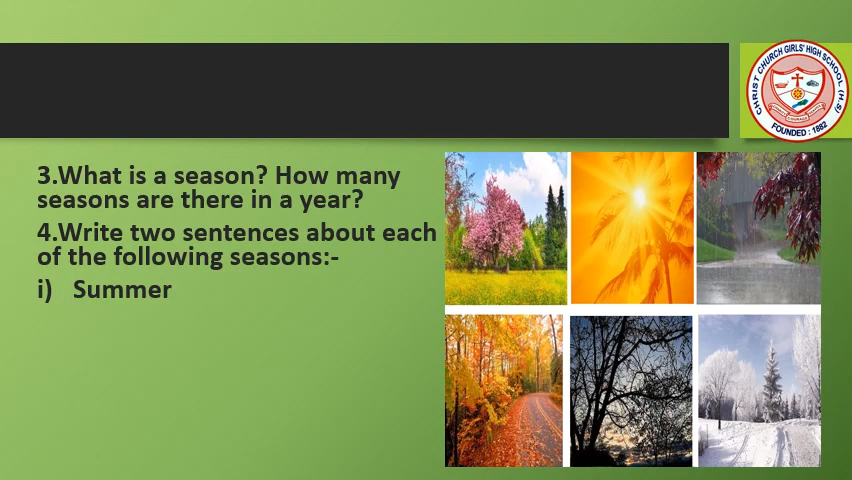 CHRIST CHURCH GIRLS' HIGH SCHOOL (H.S)
FOUNDED : 1882
3.What is a season? How many
seasons are there in a year?
4.Write two sentences about each
of the following seasons:-
i) Summer